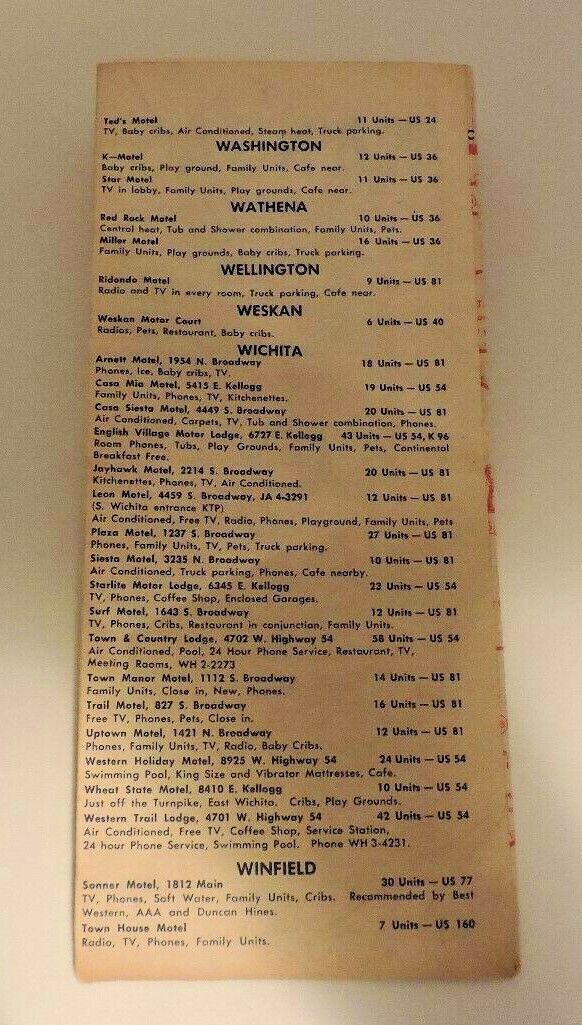 Ted's Motel 11 Units — US 24
TV, Baby cribs, Air Conditioned, Steam heat, Truck parking.
WASHINGTON
K—Motel 12 Units — US 36
Baby cribs, Play ground, Family Units, Cafe near.
Star Motel 11 Units — US 36
TV in lobby, Family Units, Play grounds, Cafe near.
WATHENA
Red Rock Motel 10 Units — US 36
Central heat, Tub and Shower combination, Family Units, Pets.
Miller Motel 16 Units — US 36
Family Units, Play grounds, Baby cribs, Truck parking.
WELLINGTON
Ridondo Motel 9 Units — US 81
Radio and TV in every room, Truck parking, Cafe near.
WESKAN
Weskan Motor Court 6 Units — US 40
Radios, Pets, Restaurant, Baby cribs.
WICHITA
Arnett Motel, 1954 N. Broadway 18 Units — US 81
Phones, Ice, Baby cribs, TV.
Casa Mia Motel, 5415 E. Kellogg 19 Units — US 54
Family Units, Phones, TV, Kitchenettes.
Casa Siesta Motel, 4449 S. Broadway 20 Units — US 81
Air Conditioned, Carpets, TV, Tub and Shower combination, Phones.
English Village Motor Lodge, 6727 E. Kellogg 43 Units — US 54, K 96
Room Phones, Tubs, Play Grounds, Family Units, Pets, Continental
Breakfast Free.
Jayhawk Motel, 2214 S. Broadway 20 Units — US 81
Kitchenettes, Phones, TV, Air Conditioned.
Leon Motel, 4459 S. Broadway, JA 4-3291 12 Units — US 81
(S. Wichita entrance KTP)
Air Conditioned, Free TV, Radio, Phones, Playground, Family Units, Pets
Plaza Motel, 1237 S. Broadway 27 Units — US 81
Phones, Family Units, TV, Pets, Truck parking.
Siesta Motel, 3235 N. Broadway 10 Units — US 81
Air Conditioned, Truck parking, Phones, Cafe nearby.
Starlite Motor Lodge, 6345 E. Kellogg 23 Units — US 54
TV, Phones, Coffee Shop, Enclosed Garages.
Surf Motel, 1643 S. Broadway 12 Units — US 81
TV, Phones, Cribs, Restaurant in conjunction, Family Units.
Town & Country Lodge, 4702 W. Highway 54 58 Units — US 54
Air Conditioned, Pool, 24 Hour Phone Service, Restaurant, TV,
Meeting Rooms, WH 2-2273
Town Manor Motel, 1112 S. Broadway 14 Units — US 81
Family Units, Close in, New, Phones.
Trail Motel, 827 S. Broadway 16 Units — US 81
Free TV, Phones, Pets, Close in.
Uptown Motel, 1421 N. Broadway 12 Units — US 81
Phones, Family Units, TV, Radio, Baby Cribs.
Western Holiday Motel, 8925 W. Highway 54 24 Units — US 54
Swimming Pool, King Size and Vibrator Mattresses, Cafe.
Wheat State Motel, 8410 E. Kellogg 10 Units — US 54
Just off the Turnpike, East Wichita. Cribs, Play Grounds.
Western Trail Lodge, 4701 W. Highway 54 42 Units — US 54
Air Conditioned, Free TV, Coffee Shop, Service Station,
24 hour Phone Service, Swimming Pool. Phone WH 3-4231.
WINFIELD
Sonner Motel, 1812 Main 30 Units — US 77
TV, Phones, Soft Water, Family Units, Cribs. Recommended by Best
Western, AAA and Duncan Hines.
Town House Motel 7 Units — US 160
Radio, TV, Phones, Family Units.